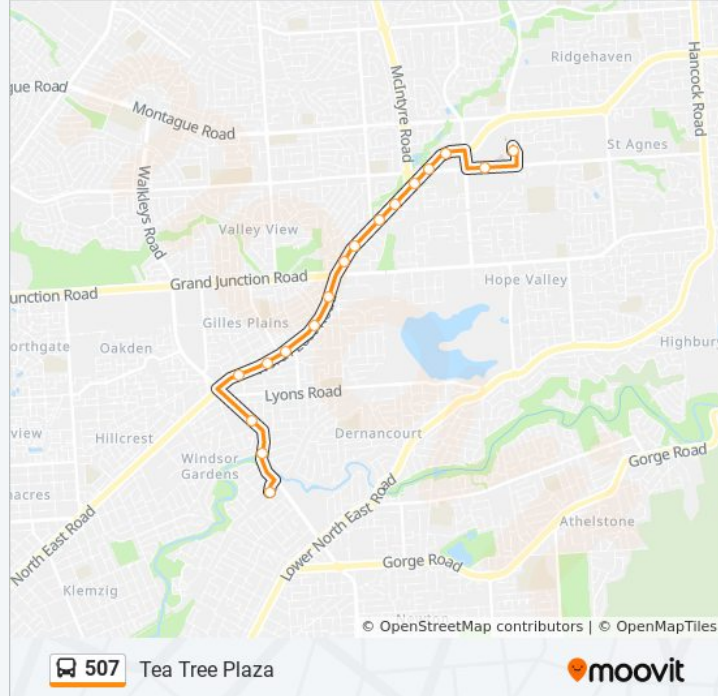 Ridgehaven
Hancock Road
gue Road
McIntyre Road
Montague Road
St Agnes
Walkleys Road
Valley View
Grand Junction Road
Hope Valley
unction Road
Gilles Plains
orthgate
Oakden
Highbury
Lyons Road
view
Hillcrest
Dernancourt
Windsor
Gardens
Gorge Road
nacres
North East Road
Lower North East Road
Athelstone
Gorge Road
Klemzig
© OpenStreetMap contributors | © OpenMapTiles
507 Tea Tree Plaza
moovit